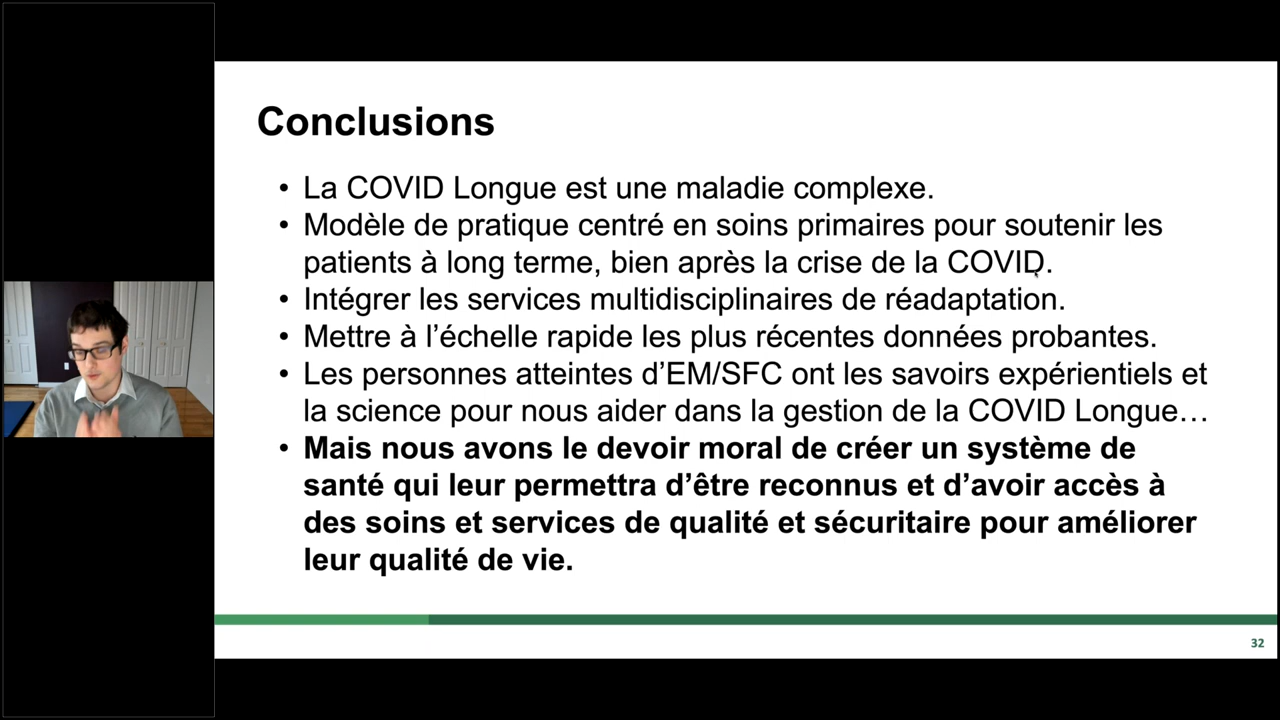 Conclusions
• La COVID Longue est une maladie complexe.
• Modèle de pratique centré en soins primaires pour soutenir les
patients à long terme, bien après la crise de la COVID.
• Intégrer les services multidisciplinaires de réadaptation.
• Mettre à l’échelle rapide les plus récentes données probantes.
• Les personnes atteintes d’EM/SFC ont les savoirs expérientiels et
la science pour nous aider dans la gestion de la COVID Longue…
• Mais nous avons le devoir moral de créer un système de
santé qui leur permettra d’être reconnus et d’avoir accès à
des soins et services de qualité et sécuritaire pour améliorer
leur qualité de vie.
32